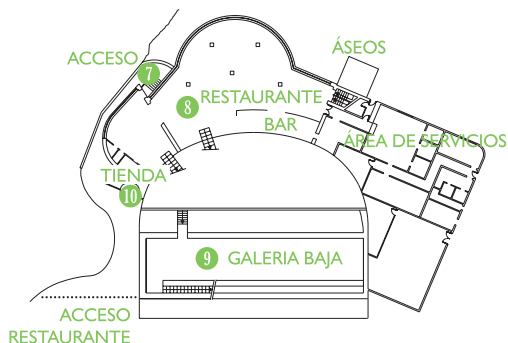 ACCESO
7
ÁSEOS
8
RESTAURANTE
BAR
ÁREA DE SERVICIOS
TIENDA
10
9 GALERIA BAJA
ACCESO
RESTAURANTE